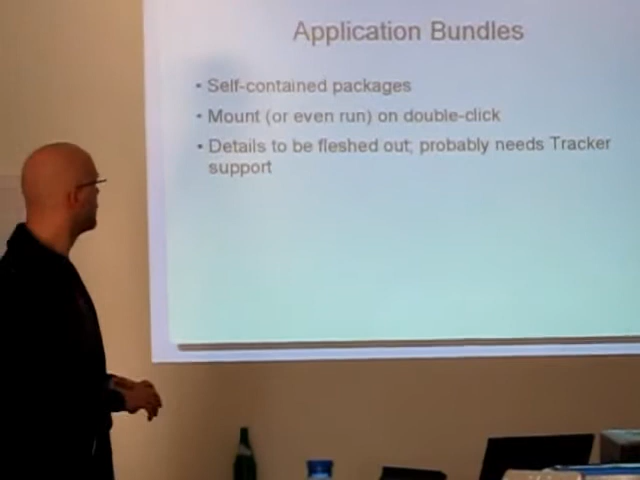 Application Bundles
• Self-contained packages
• Mount (or even run) on double-click
• Details to be fleshed out; probably needs Tracker
support